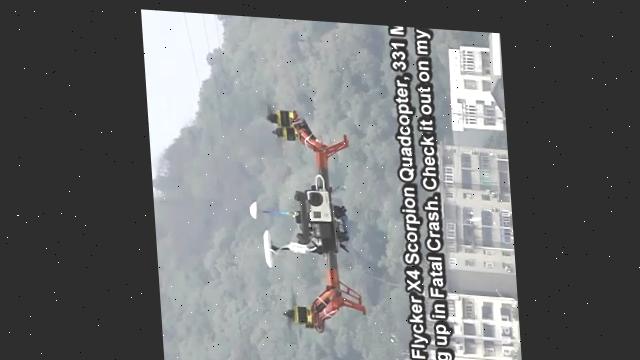 Flycker X4 Scorpion Quadcopter, 331 M
g up in Fatal Crash. Check it out on my